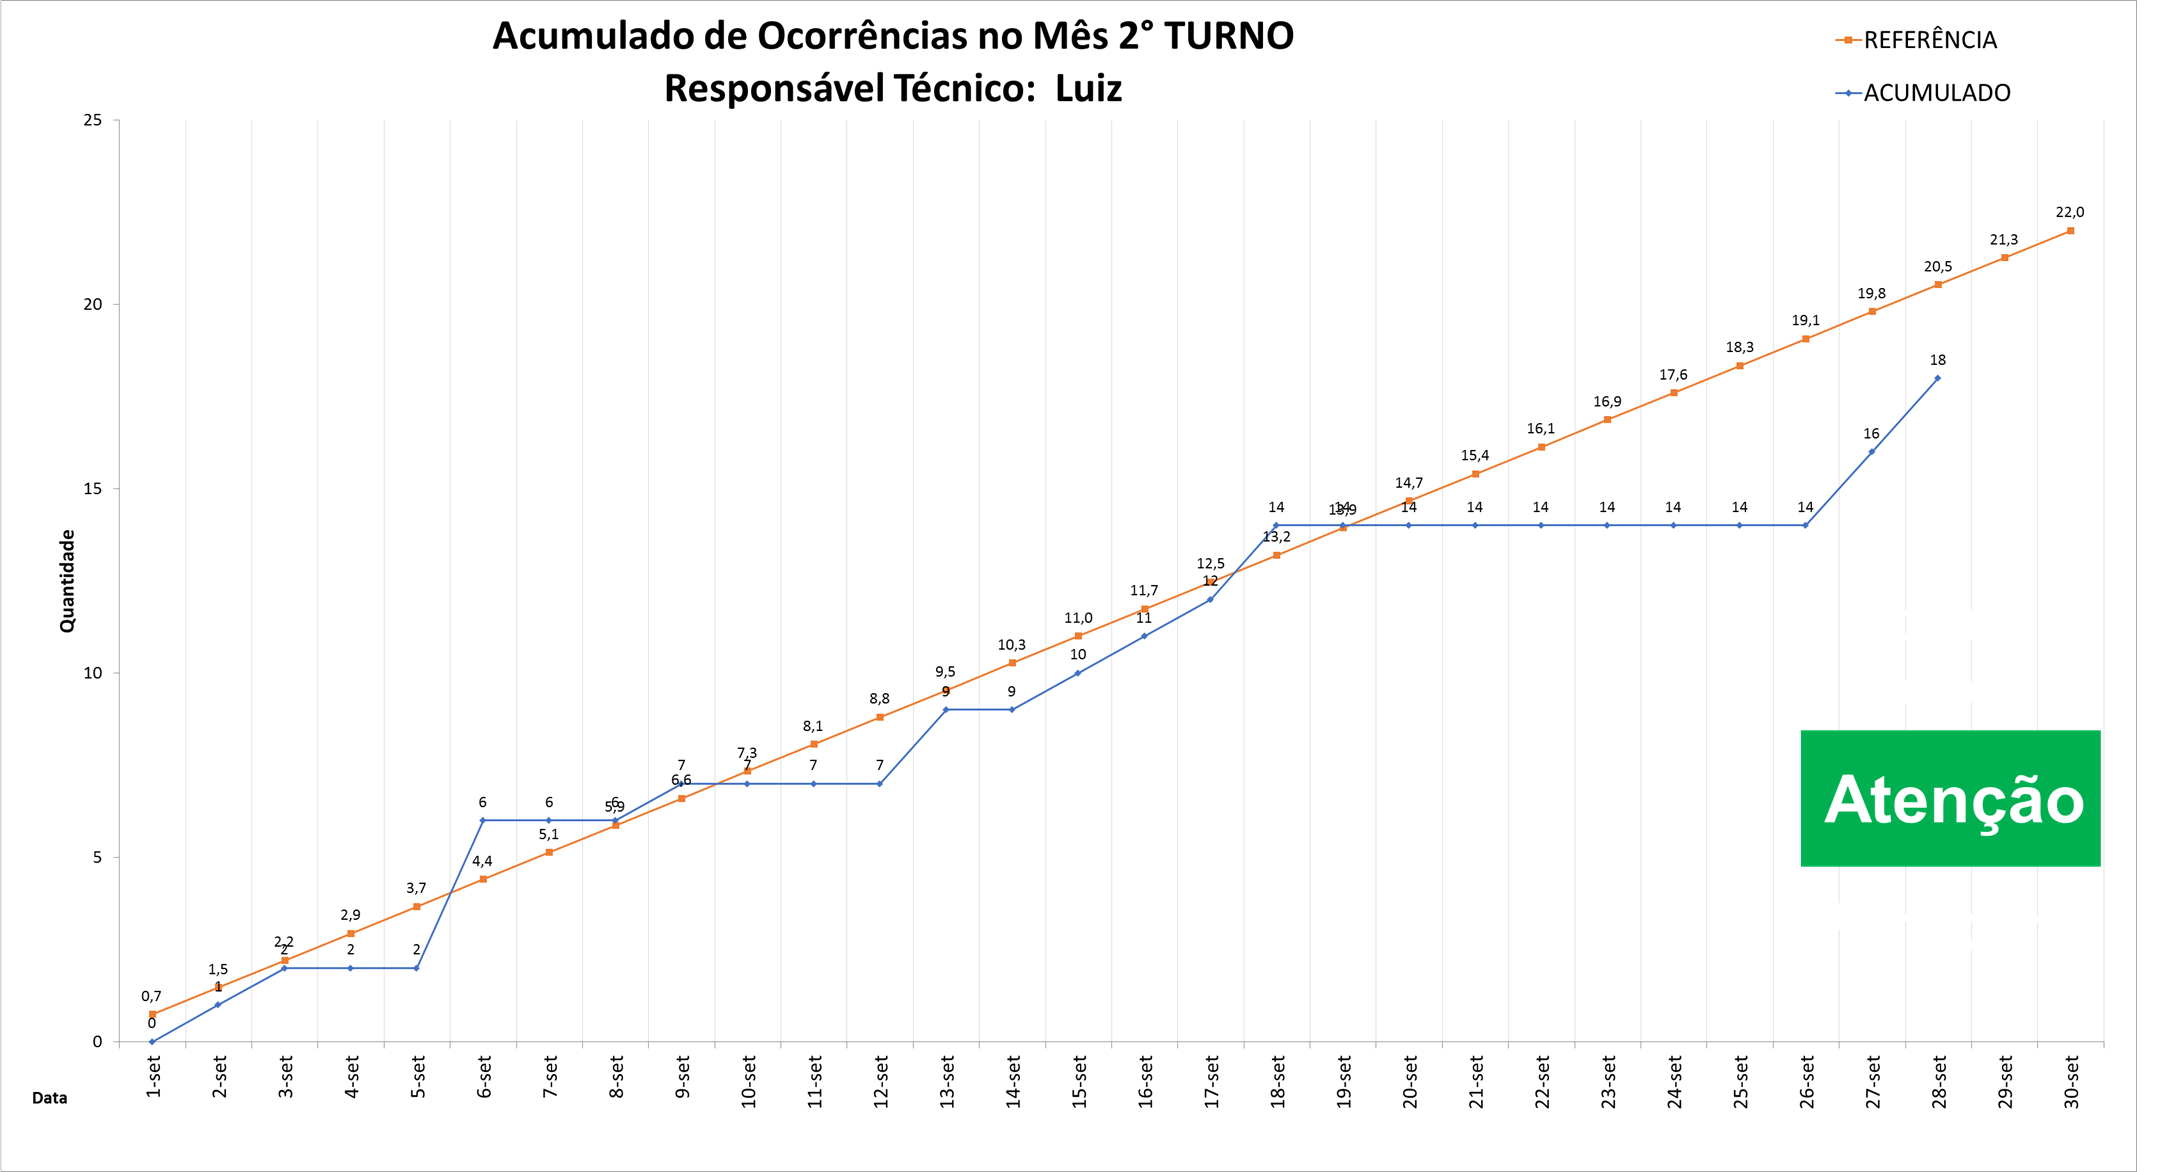 Acumulado de Ocorrências no Mês 2° TURNO
Responsável Técnico:  Luiz
REFERÊNCIA
ACUMULADO
25
20
15
10
5
0
Quantidade
0,7
1,5
2,2
2,9
3,7
4,4
5,1
5,9
6,6
7,3
8,1
8,8
9,5
10,3
11,0
11,7
12,5
13,2
13,9
14,7
15,4
16,1
16,9
17,6
18,3
19,1
19,8
20,5
21,3
22,0
0
1
2
2
2
6
6
6
7
7
7
7
9
9
10
11
12
14
14
14
14
14
14
14
14
14
16
18
Atenção
1-set
2-set
3-set
4-set
5-set
6-set
7-set
8-set
9-set
10-set
11-set
12-set
13-set
14-set
15-set
16-set
17-set
18-set
19-set
20-set
21-set
22-set
23-set
24-set
25-set
26-set
27-set
28-set
29-set
30-set
Data